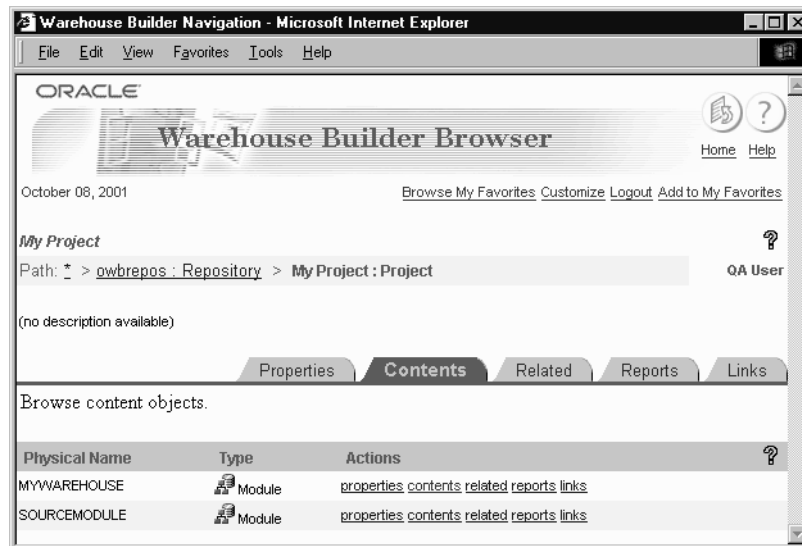 Warehouse Builder Navigation - Microsoft Internet Explorer
File Edit View Favorites Tools Help
ORACLE
Warehouse Builder Browser
Home Help
October 08, 2001 Browse My Favorites Customize Logout Add to My Favorites
My Project ?
Path: * > owbrepos : Repository > My Project : Project QA User
(no description available)
Properties Contents Related Reports Links
Browse content objects.
Physical Name Type Actions ?
MYWAREHOUSE Module properties contents related reports links
SOURCEMODULE Module properties contents related reports links